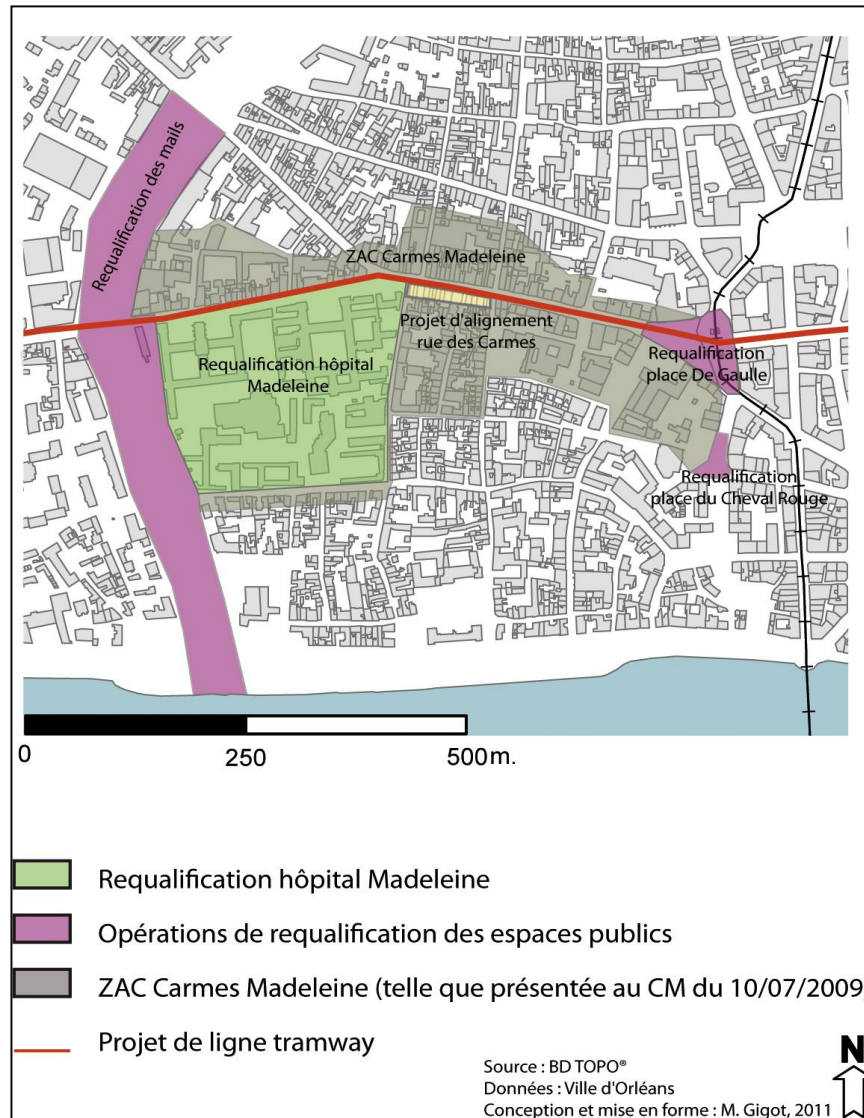 Requalification des mails
ZAC Carmes Madeleine
Projet d'alignement
rue des Carmes
Requalification hôpital
Madeleine
Requalification
place De Gaulle
Requalification
place du Cheval Rouge
0
250
500 m.
Requalification hôpital Madeleine
Opérations de requalification des espaces publics
ZAC Carmes Madeleine (telle que présentée au CM du 10/07/2009
Projet de ligne tramway
N
Source : BD TOPO®
Données : Ville d'Orléans
Conception et mise en forme : M. Gigot, 2011